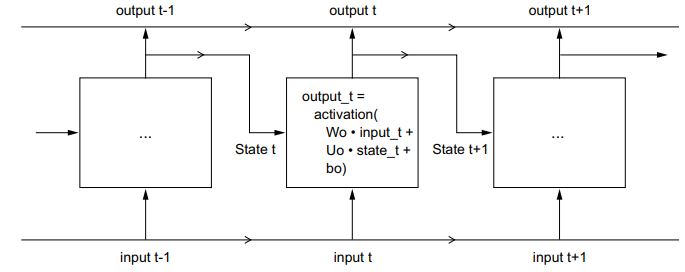 output t-1
output t
output t+1
...
output_t =
activation(
Wo • input_t +
Uo • state_t +
bo)
...
State t
State t+1
input t-1
input t
input t+1